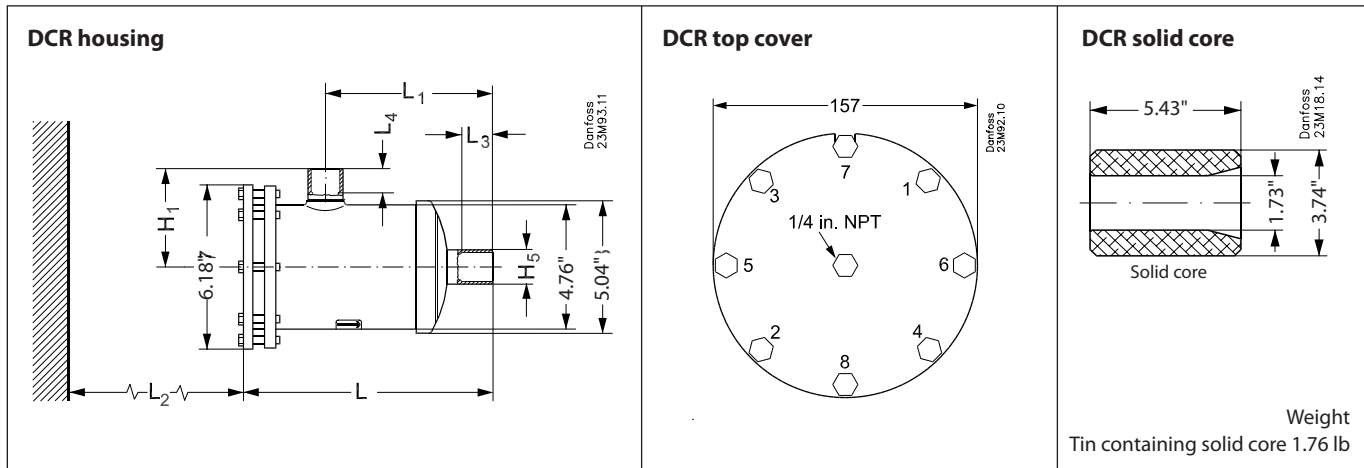 DCR housing
L1
L4
L3
Danfoss
23M93.11
H1
6.18"
H5
4.76"
5.04"
L2
L
DCR top cover
157
Danfoss
23M92.10
7
3
1
1/4 in. NPT
5
6
2
4
8
DCR solid core
5.43"
Danfoss
23M18.14
1.73"
3.74"
Solid core
Weight
Tin containing solid core 1.76 lb